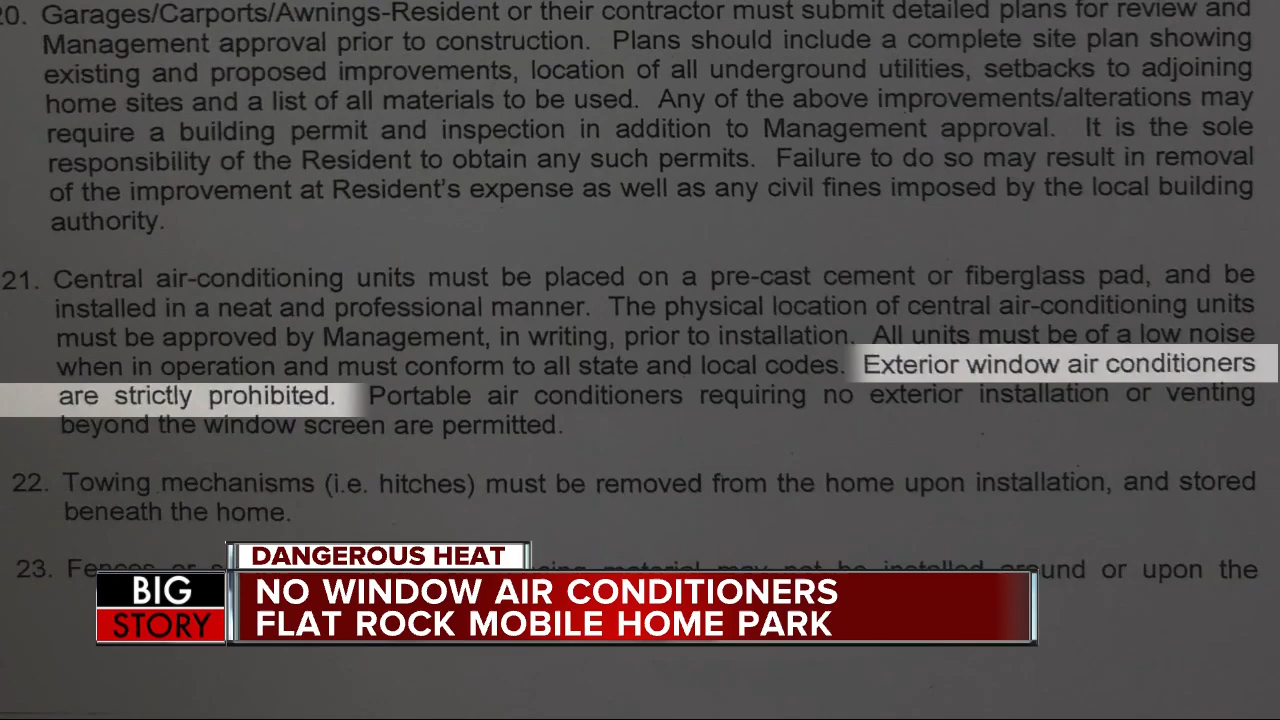 20. Garages/Carports/Awnings-Resident or their contractor must submit detailed plans for review and
Management approval prior to construction. Plans should include a complete site plan showing
existing and proposed improvements, location of all underground utilities, setbacks to adjoining
home sites and a list of all materials to be used. Any of the above improvements/alterations may
require a building permit and inspection in addition to Management approval. It is the sole
responsibility of the Resident to obtain any such permits. Failure to do so may result in removal
of the improvement at Resident's expense as well as any civil fines imposed by the local building
authority.
21. Central air-conditioning units must be placed on a pre-cast cement or fiberglass pad, and be
installed in a neat and professional manner. The physical location of central air-conditioning units
must be approved by Management, in writing, prior to installation. All units must be of a low noise
when in operation and must conform to all state and local codes. Exterior window air conditioners
are strictly prohibited. Portable air conditioners requiring no exterior installation or venting
beyond the window screen are permitted.
22. Towing mechanisms (i.e. hitches) must be removed from the home upon installation, and stored
beneath the home.
23. Fences or material may not be installed around or upon the
DANGEROUS HEAT
BIG STORY
NO WINDOW AIR CONDITIONERS
FLAT ROCK MOBILE HOME PARK